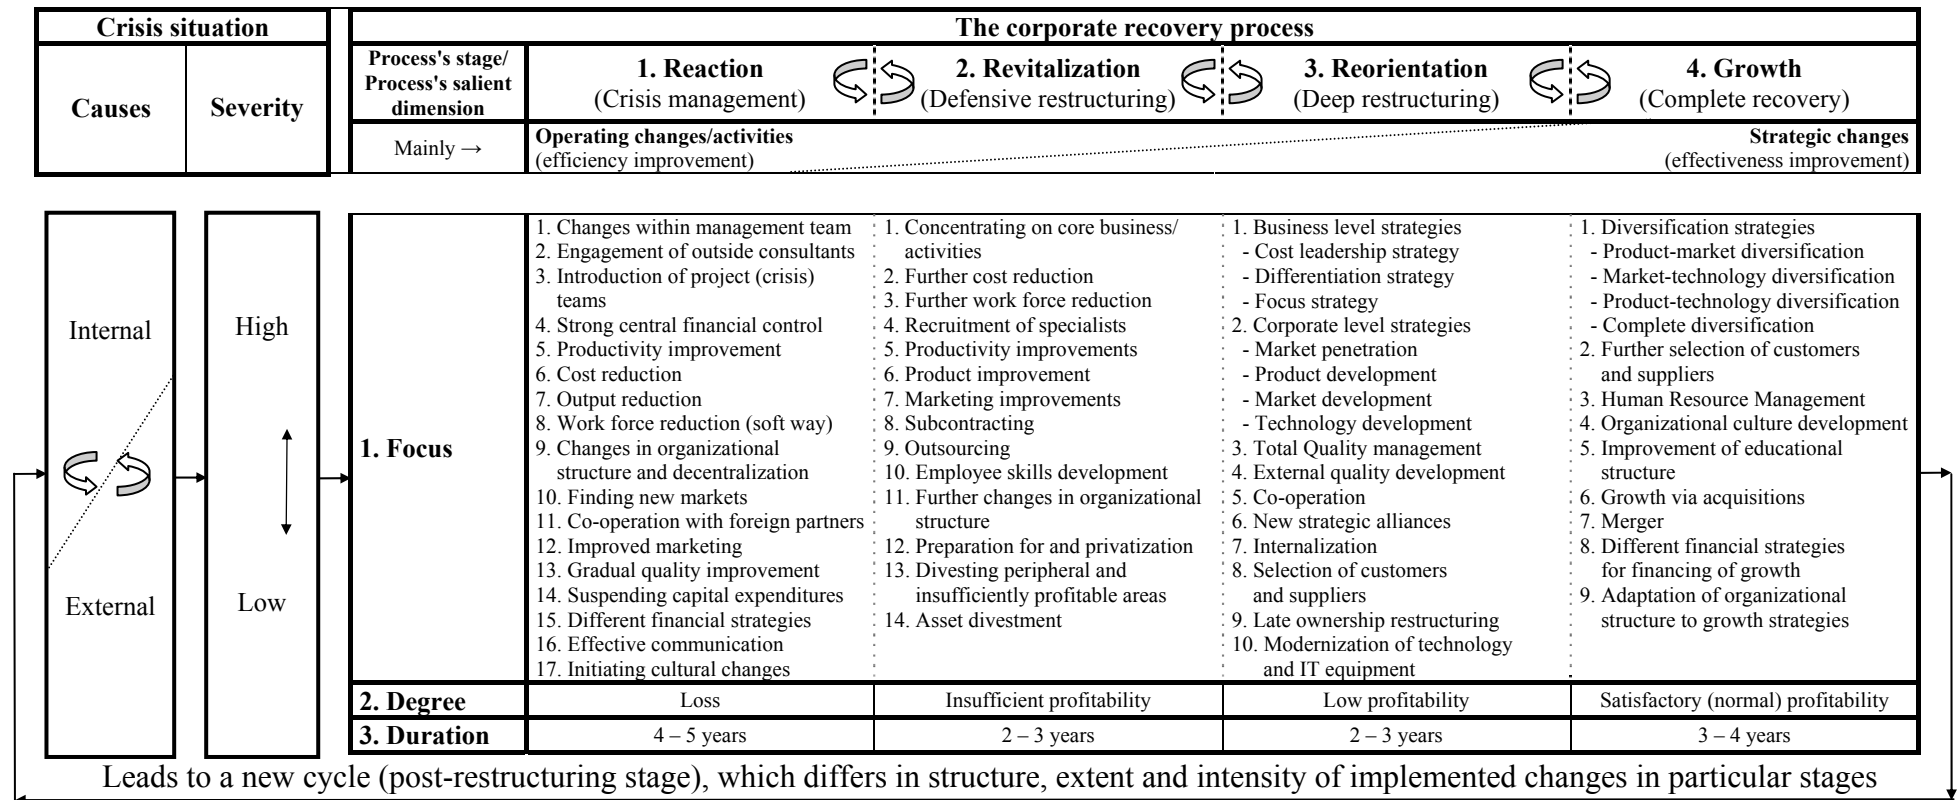 Crisis situation
The corporate recovery process
Causes
Severity
Process's stage/
Process's salient
dimension
1. Reaction
(Crisis management)
2. Revitalization
(Defensive restructuring)
3. Reorientation
(Deep restructuring)
4. Growth
(Complete recovery)
Mainly →
Operating changes/activities
(efficiency improvement)
Strategic changes
(effectiveness improvement)
Internal
External
High
Low
1. Focus
1. Changes within management team
2. Engagement of outside consultants
3. Introduction of project (crisis)
teams
4. Strong central financial control
5. Productivity improvement
6. Cost reduction
7. Output reduction
8. Work force reduction (soft way)
9. Changes in organizational
structure and decentralization
10. Finding new markets
11. Co-operation with foreign partners
12. Improved marketing
13. Gradual quality improvement
14. Suspending capital expenditures
15. Different financial strategies
16. Effective communication
17. Initiating cultural changes
1. Concentrating on core business/
activities
2. Further cost reduction
3. Further work force reduction
4. Recruitment of specialists
5. Productivity improvements
6. Product improvement
7. Marketing improvements
8. Subcontracting
9. Outsourcing
10. Employee skills development
11. Further changes in organizational
structure
12. Preparation for and privatization
13. Divesting peripheral and
insufficiently profitable areas
14. Asset divestment
1. Business level strategies
- Cost leadership strategy
- Differentiation strategy
- Focus strategy
2. Corporate level strategies
- Market penetration
- Product development
- Market development
- Technology development
3. Total Quality management
4. External quality development
5. Co-operation
6. New strategic alliances
7. Internalization
8. Selection of customers
and suppliers
9. Late ownership restructuring
10. Modernization of technology
and IT equipment
1. Diversification strategies
- Product-market diversification
- Market-technology diversification
- Product-technology diversification
- Complete diversification
2. Further selection of customers
and suppliers
3. Human Resource Management
4. Organizational culture development
5. Improvement of educational
structure
6. Growth via acquisitions
7. Merger
8. Different financial strategies
for financing of growth
9. Adaptation of organizational
structure to growth strategies
2. Degree
Loss
Insufficient profitability
Low profitability
Satisfactory (normal) profitability
3. Duration
4 – 5 years
2 – 3 years
2 – 3 years
3 – 4 years
Leads to a new cycle (post-restructuring stage), which differs in structure, extent and intensity of implemented changes in particular stages